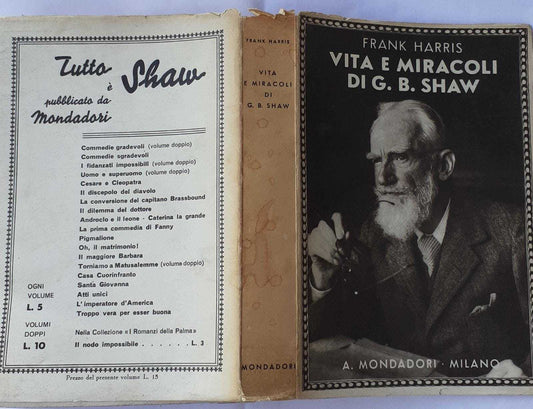 Tutto
è
Shaw
pubblicato da
Mondadori
Commedie gradevoli (volume doppio)
Commedie sgradevoli
I fidanzati impossibili (volume doppio)
Uomo e superuomo (volume doppio)
Cesare e Cleopatra
Il discepolo del diavolo
La conversione del capitano Brassbound
Il dilemma del dottore
Androclo e il leone - Caterina la grande
La prima commedia di Fanny
Pigmalione
Oh, il matrimonio!
Il maggiore Barbara
Torniamo a Matusalemme (volume doppio)
Casa Cuorinfranto
Santa Giovanna
Atti unici
L'imperatore d'America
Troppo vera per esser buona
OGNI
VOLUME
L. 5
VOLUMI
DOPPI
L. 10
Nella Collezione «I Romanzi della Palma»
Il nodo impossibile . . . . . . L. 3
Prezzo del presente volume L. 15
FRANK HARRIS
VITA
E MIRACOLI
DI
G. B. SHAW
MONDADORI
FRANK HARRIS
VITA E MIRACOLI
DI G. B. SHAW
A. MONDADORI · MILANO